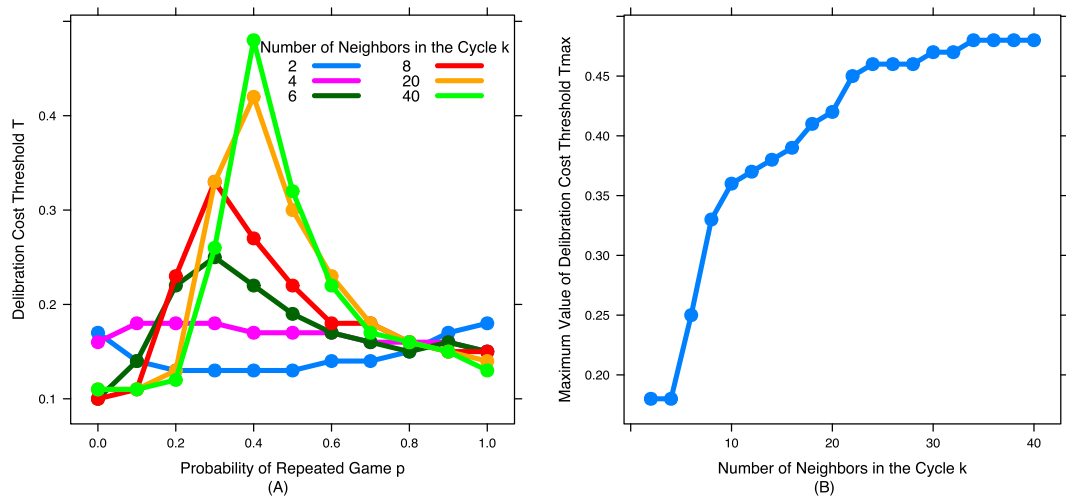 Number of Neighbors in the Cycle k
2 8
4 20
6 40
Delibration Cost Threshold T
0.4
0.3
0.2
0.1
0.0 0.2 0.4 0.6 0.8 1.0
Probability of Repeated Game p
(A)
Maximum Value of Delibration Cost Threshold Tmax
0.45
0.40
0.35
0.30
0.25
0.20
10 20 30 40
Number of Neighbors in the Cycle k
(B)